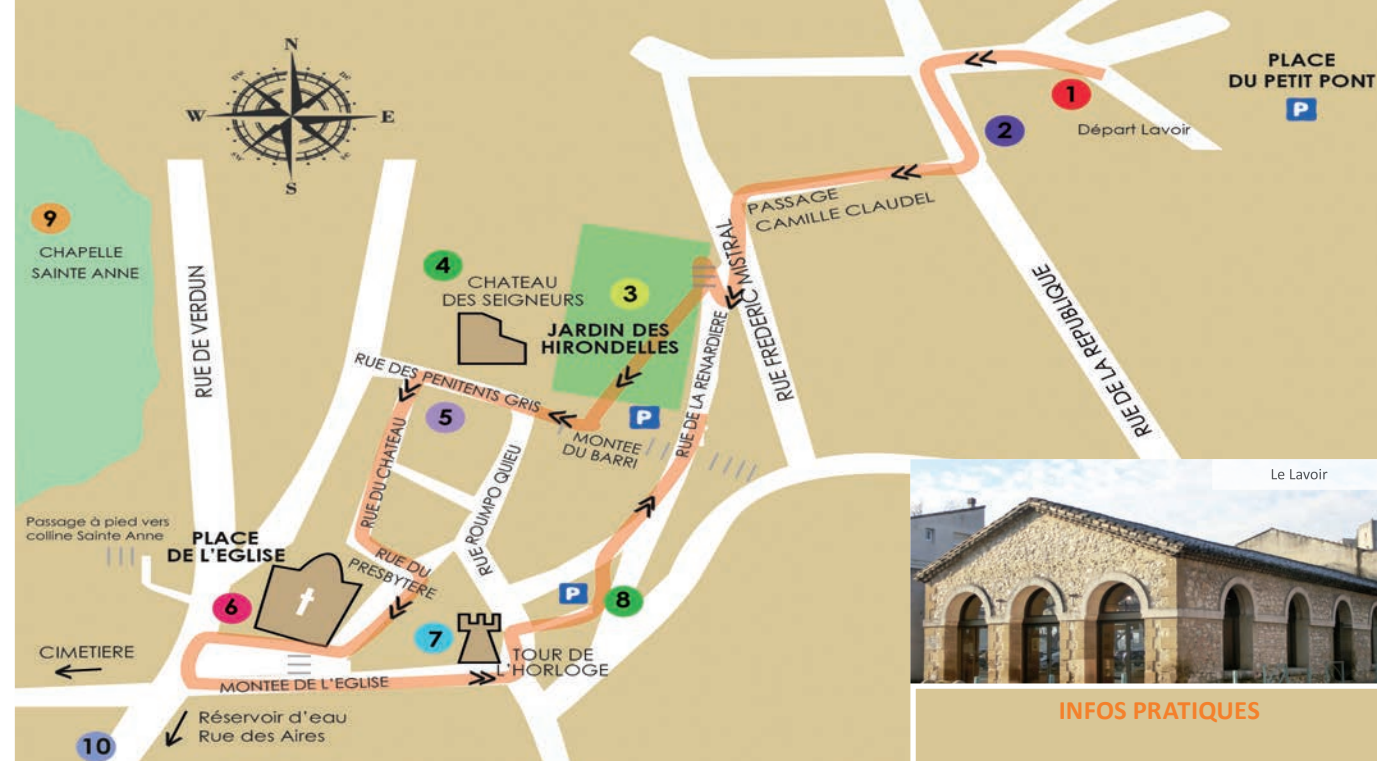 N
nw
ne
W
E
sw
se
S
PLACE
DU PETIT PONT
P
1
Départ Lavoir
2
PASSAGE
CAMILLE CLAUDEL
9
CHAPELLE
SAINTE ANNE
RUE DE VERDUN
4
CHATEAU
DES SEIGNEURS
3
JARDIN DES
HIRONDELLES
RUE FREDERIC MISTRAL
RUE DE LA REPUBLIQUE
RUE DE LA RENARDIERE
RUE DES PENITENTS GRIS
5
P
MONTEE
DU BARRI
RUE DU CHATEAU
RUE ROUMPO QUIEU
Passage à pied vers
colline Sainte Anne
PLACE
DE L'EGLISE
RUE DU
PRESBYTERE
6
P
8
7
CIMETIERE
TOUR DE
L'HORLOGE
MONTEE DE L'EGLISE
Réservoir d'eau
Rue des Aires
10
Le Lavoir
INFOS PRATIQUES